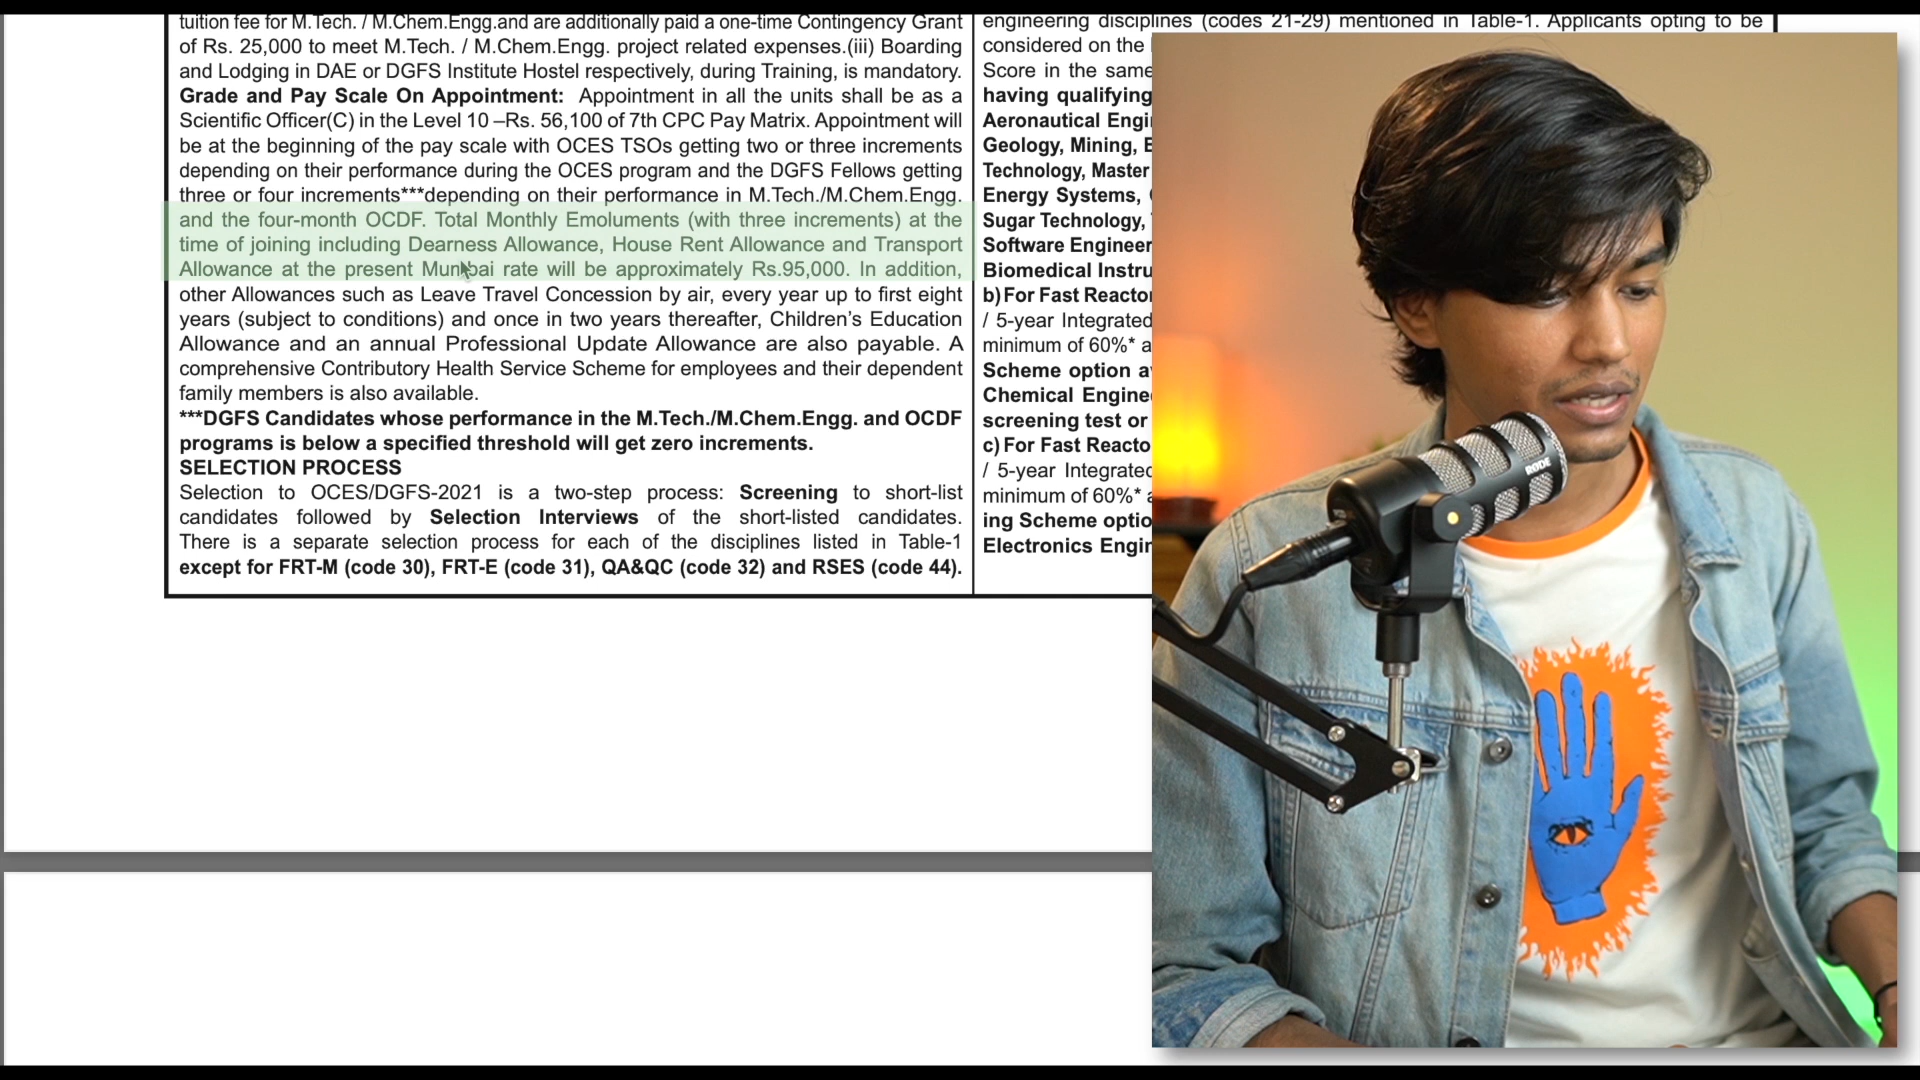 tuition fee for M.Tech. / M.Chem.Engg.and are additionally paid a one-time Contingency Grant
of Rs. 25,000 to meet M.Tech. / M.Chem.Engg. project related expenses.(iii) Boarding
and Lodging in DAE or DGFS Institute Hostel respectively, during Training, is mandatory.
Grade and Pay Scale On Appointment: Appointment in all the units shall be as a
Scientific Officer(C) in the Level 10 –Rs. 56,100 of 7th CPC Pay Matrix. Appointment will
be at the beginning of the pay scale with OCES TSOs getting two or three increments
depending on their performance during the OCES program and the DGFS Fellows getting
three or four increments***depending on their performance in M.Tech./M.Chem.Engg.
and the four-month OCDF. Total Monthly Emoluments (with three increments) at the
time of joining including Dearness Allowance, House Rent Allowance and Transport
Allowance at the present Mumbai rate will be approximately Rs.95,000. In addition,
other Allowances such as Leave Travel Concession by air, every year up to first eight
years (subject to conditions) and once in two years thereafter, Children's Education
Allowance and an annual Professional Update Allowance are also payable. A
comprehensive Contributory Health Service Scheme for employees and their dependent
family members is also available.
***DGFS Candidates whose performance in the M.Tech./M.Chem.Engg. and OCDF
programs is below a specified threshold will get zero increments.
SELECTION PROCESS
Selection to OCES/DGFS-2021 is a two-step process: Screening to short-list
candidates followed by Selection Interviews of the short-listed candidates.
There is a separate selection process for each of the disciplines listed in Table-1
except for FRT-M (code 30), FRT-E (code 31), QA&QC (code 32) and RSES (code 44).
engineering disciplines (codes 21-29) mentioned in Table-1. Applicants opting to be
considered on the
Score in the same
having qualifying
Aeronautical Engi
Geology, Mining,
Technology, Master
Energy Systems,
Sugar Technology,
Software Engineer
Biomedical Instru
b) For Fast Reactor
/ 5-year Integrated
minimum of 60%* a
Scheme option av
Chemical Enginee
screening test or
c) For Fast Reacto
/ 5-year Integrated
minimum of 60%*
ing Scheme optio
Electronics Engin
RODE